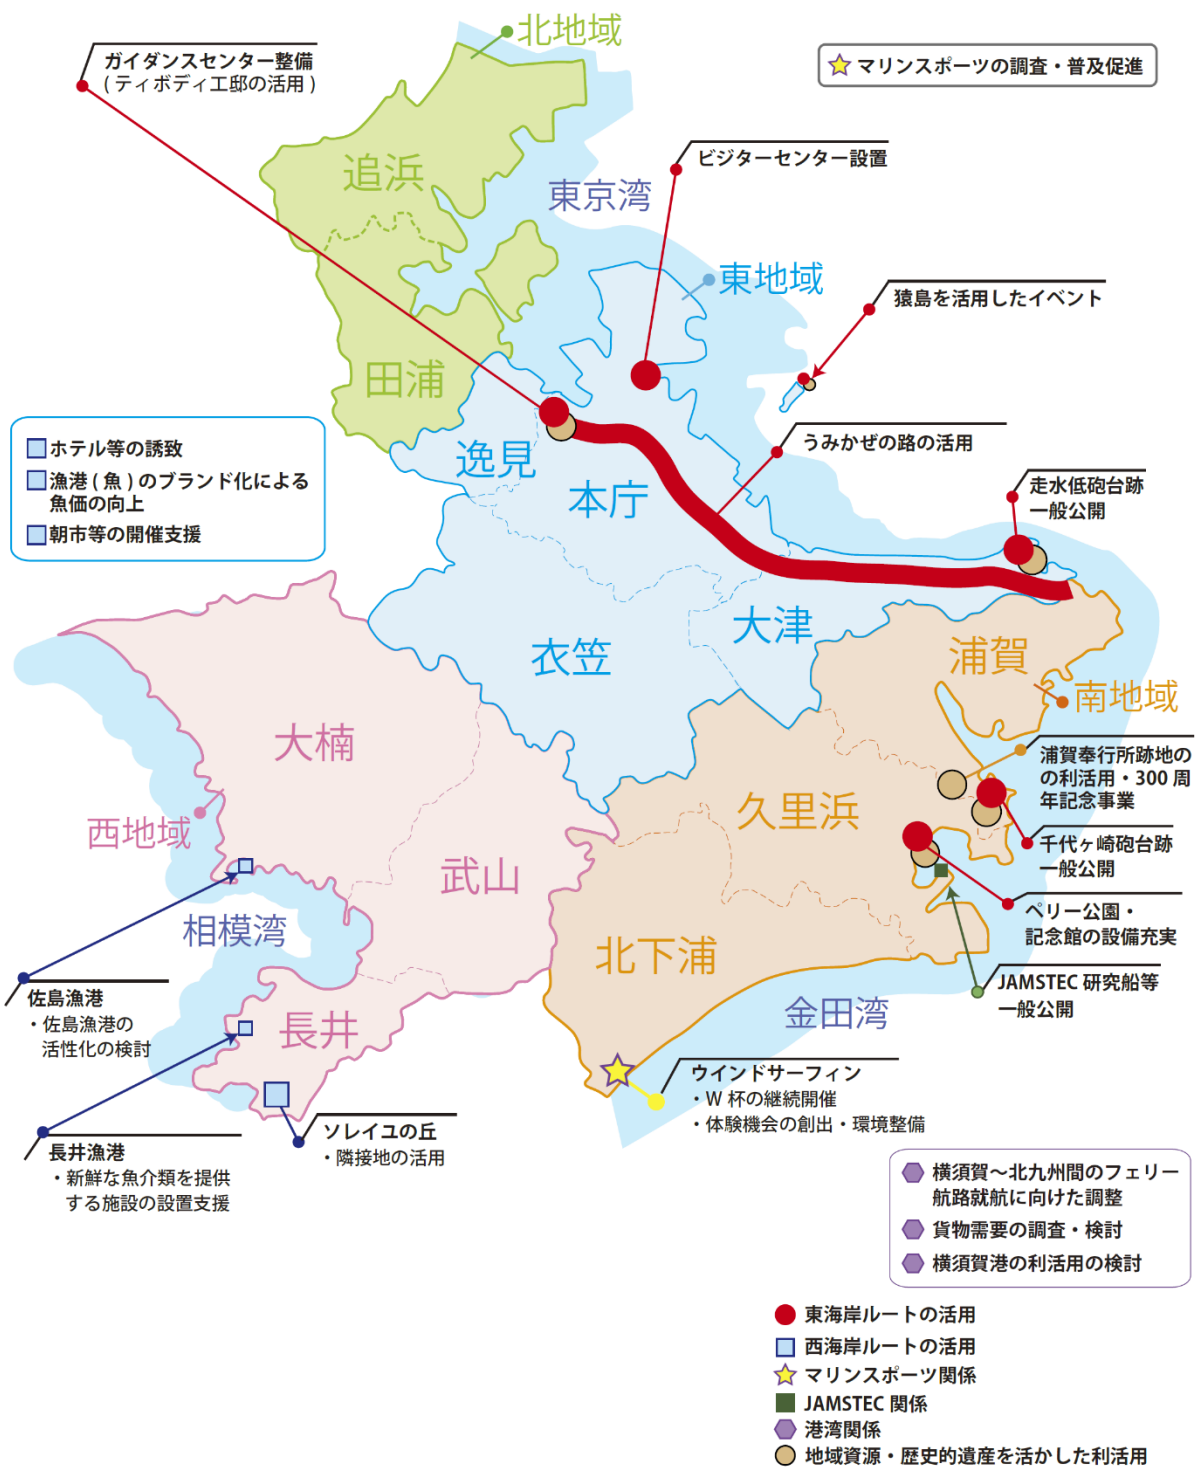 北地域
ガイダンスセンター整備
(ティボディエ邸の活用)
マリンスポーツの調査・普及促進
追浜
東京湾
ビジターセンター設置
東地域
猿島を活用したイベント
田浦
逸見
本庁
うみかぜの路の活用
走水低砲台跡
一般公開
ホテル等の誘致
漁港(魚)のブランド化による
魚価の向上
朝市等の開催支援
大津
衣笠
浦賀
南地域
大楠
浦賀奉行所跡地の
の利活用・300周
年記念事業
久里浜
西地域
千代ヶ崎砲台跡
一般公開
武山
相模湾
ペリー公園・
記念館の設備充実
北下浦
JAMSTEC 研究船等
一般公開
佐島漁港
・佐島漁港の
活性化の検討
金田湾
長井
ウインドサーフィン
・W 杯の継続開催
・体験機会の創出・環境整備
ソレイユの丘
・隣接地の活用
長井漁港
・新鮮な魚介類を提供
する施設の設置支援
横須賀～北九州間のフェリー
航路就航に向けた調整
貨物需要の調査・検討
横須賀港の利活用の検討
東海岸ルートの活用
西海岸ルートの活用
マリンスポーツ関係
JAMSTEC 関係
港湾関係
地域資源・歴史的遺産を活かした利活用